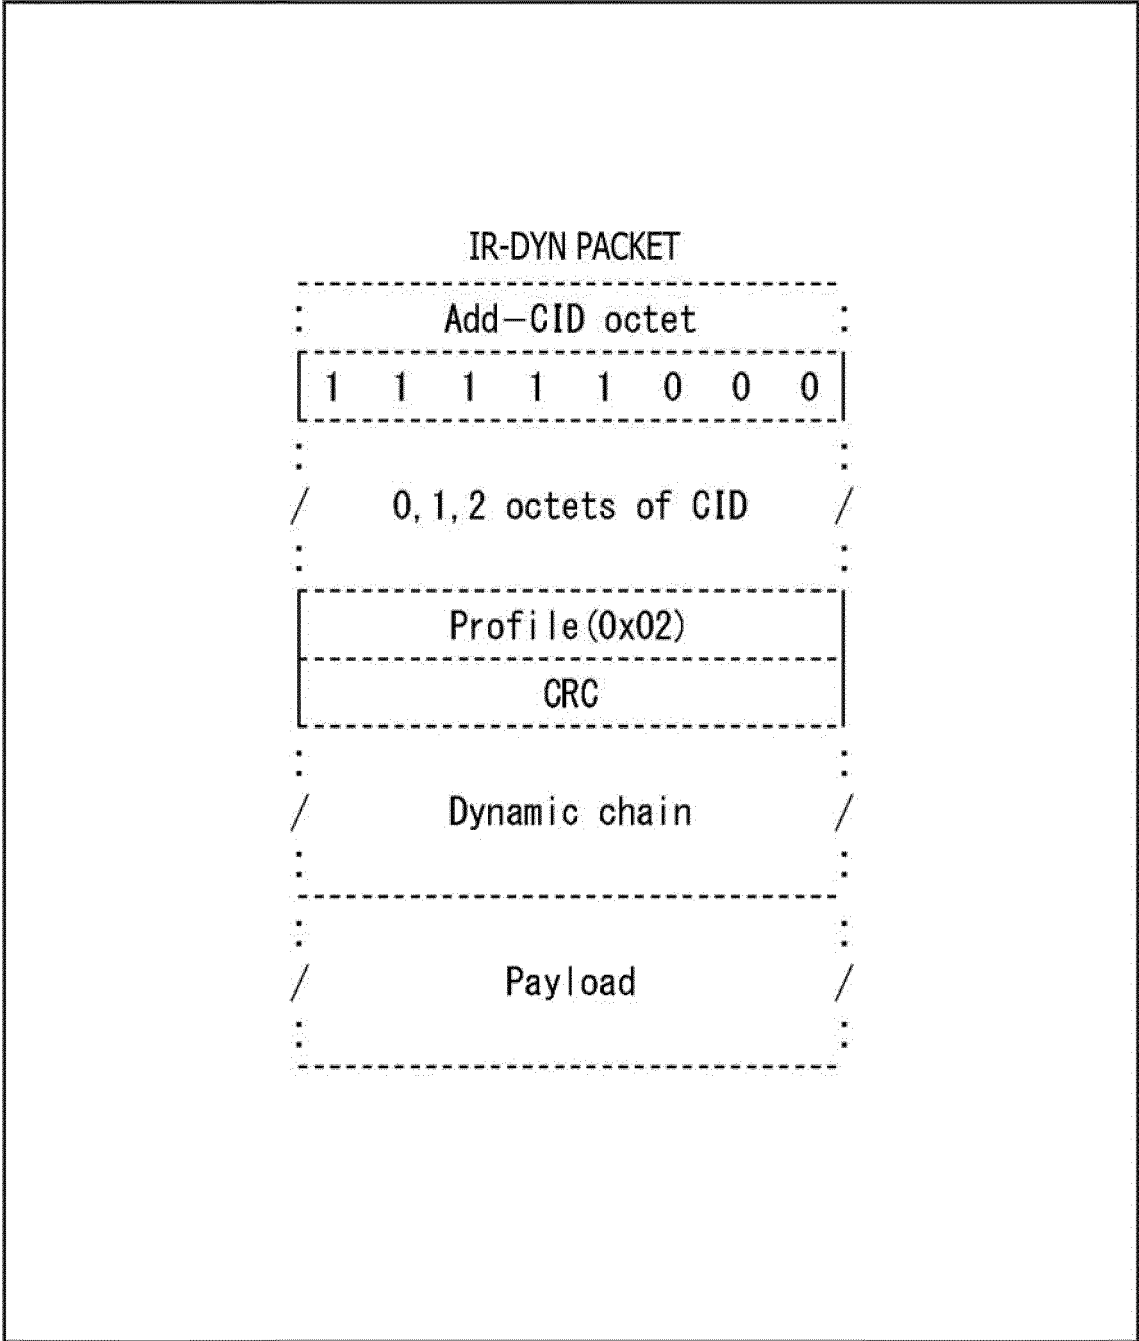 IR-DYN PACKET
Add-CID octet
1 1 1 1 1 0 0 0
0,1,2 octets of CID
Profile(0x02)
CRC
Dynamic chain
Payload